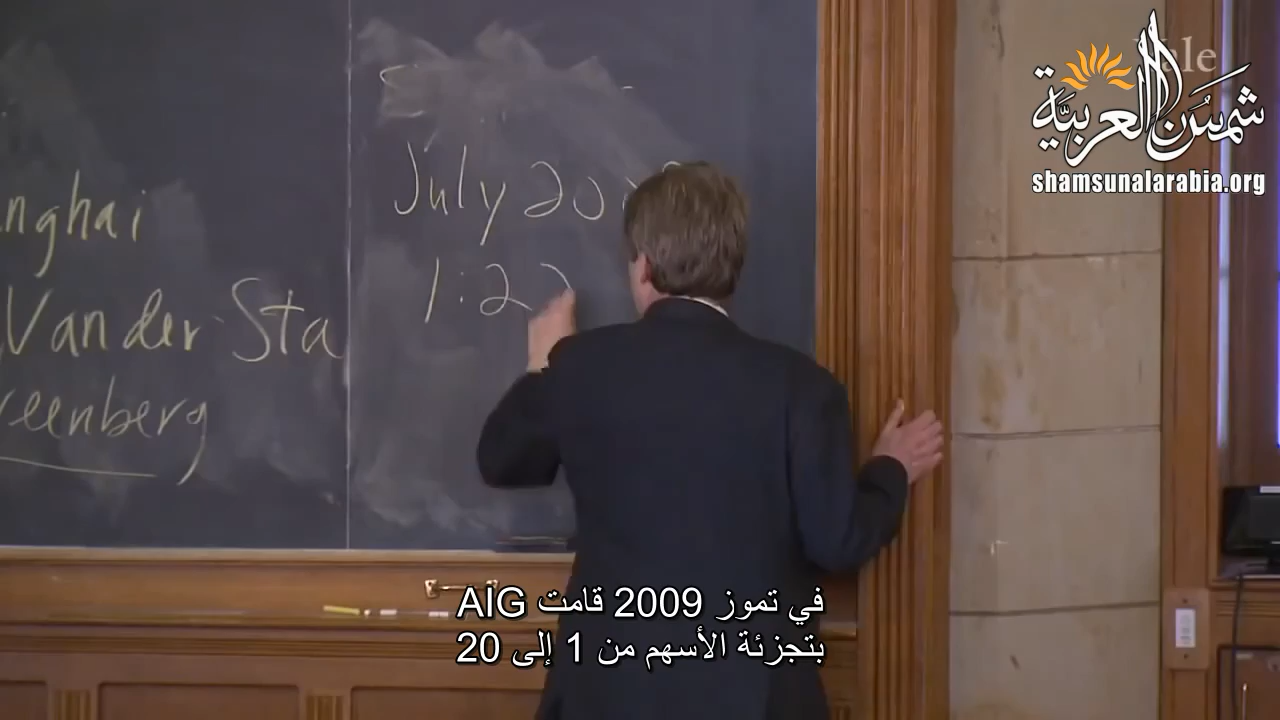 Yale
شمس العربية
shamsunalarabia.org
July 20
1:2
nghai
Van der Sta
reenberg
في تموز 2009 قامت AIG
بتجزئة الأسهم من 1 إلى 20